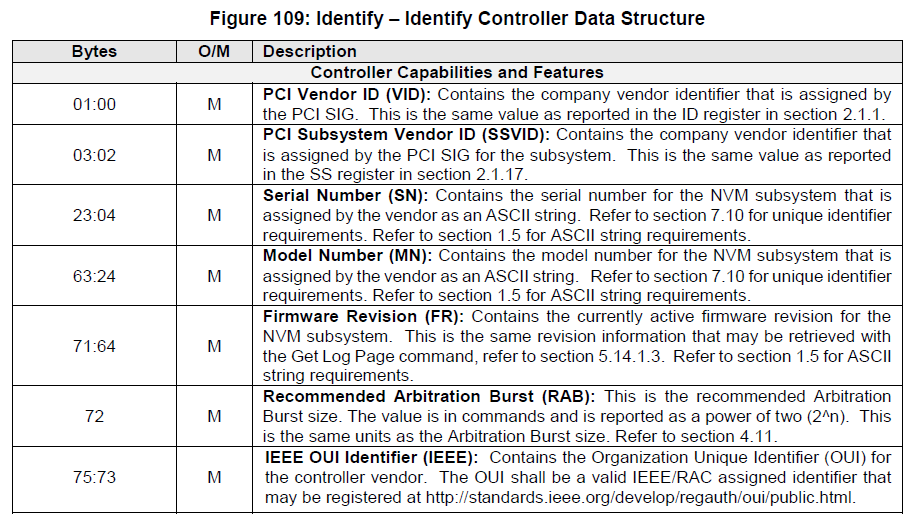 Figure 109: Identify – Identify Controller Data Structure
Bytes O/M Description
Controller Capabilities and Features
01:00 M PCI Vendor ID (VID): Contains the company vendor identifier that is assigned by
the PCI SIG. This is the same value as reported in the ID register in section 2.1.1.
03:02 M PCI Subsystem Vendor ID (SSVID): Contains the company vendor identifier that
is assigned by the PCI SIG for the subsystem. This is the same value as reported
in the SS register in section 2.1.17.
23:04 M Serial Number (SN): Contains the serial number for the NVM subsystem that is
assigned by the vendor as an ASCII string. Refer to section 7.10 for unique identifier
requirements. Refer to section 1.5 for ASCII string requirements.
63:24 M Model Number (MN): Contains the model number for the NVM subsystem that is
assigned by the vendor as an ASCII string. Refer to section 7.10 for unique identifier
requirements. Refer to section 1.5 for ASCII string requirements.
71:64 M Firmware Revision (FR): Contains the currently active firmware revision for the
NVM subsystem. This is the same revision information that may be retrieved with
the Get Log Page command, refer to section 5.14.1.3. Refer to section 1.5 for ASCII
string requirements.
72 M Recommended Arbitration Burst (RAB): This is the recommended Arbitration
Burst size. The value is in commands and is reported as a power of two (2^n). This
is the same units as the Arbitration Burst size. Refer to section 4.11.
75:73 M IEEE OUI Identifier (IEEE): Contains the Organization Unique Identifier (OUI) for
the controller vendor. The OUI shall be a valid IEEE/RAC assigned identifier that
may be registered at http://standards.ieee.org/develop/regauth/oui/public.html.